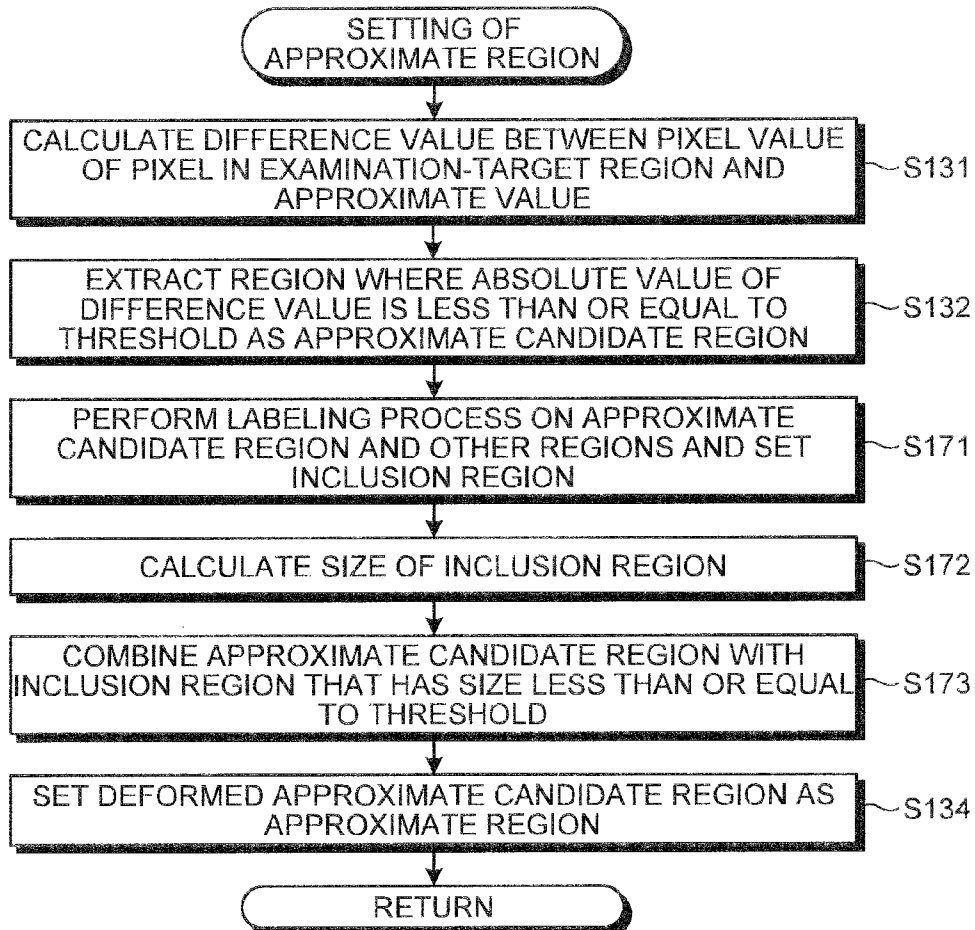 SETTING OF
APPROXIMATE REGION
CALCULATE DIFFERENCE VALUE BETWEEN PIXEL VALUE
OF PIXEL IN EXAMINATION-TARGET REGION AND
APPROXIMATE VALUE
S131
EXTRACT REGION WHERE ABSOLUTE VALUE OF
DIFFERENCE VALUE IS LESS THAN OR EQUAL TO
THRESHOLD AS APPROXIMATE CANDIDATE REGION
S132
PERFORM LABELING PROCESS ON APPROXIMATE
CANDIDATE REGION AND OTHER REGIONS AND SET
INCLUSION REGION
S171
CALCULATE SIZE OF INCLUSION REGION
S172
COMBINE APPROXIMATE CANDIDATE REGION WITH
INCLUSION REGION THAT HAS SIZE LESS THAN OR EQUAL
TO THRESHOLD
S173
SET DEFORMED APPROXIMATE CANDIDATE REGION AS
APPROXIMATE REGION
S134
RETURN